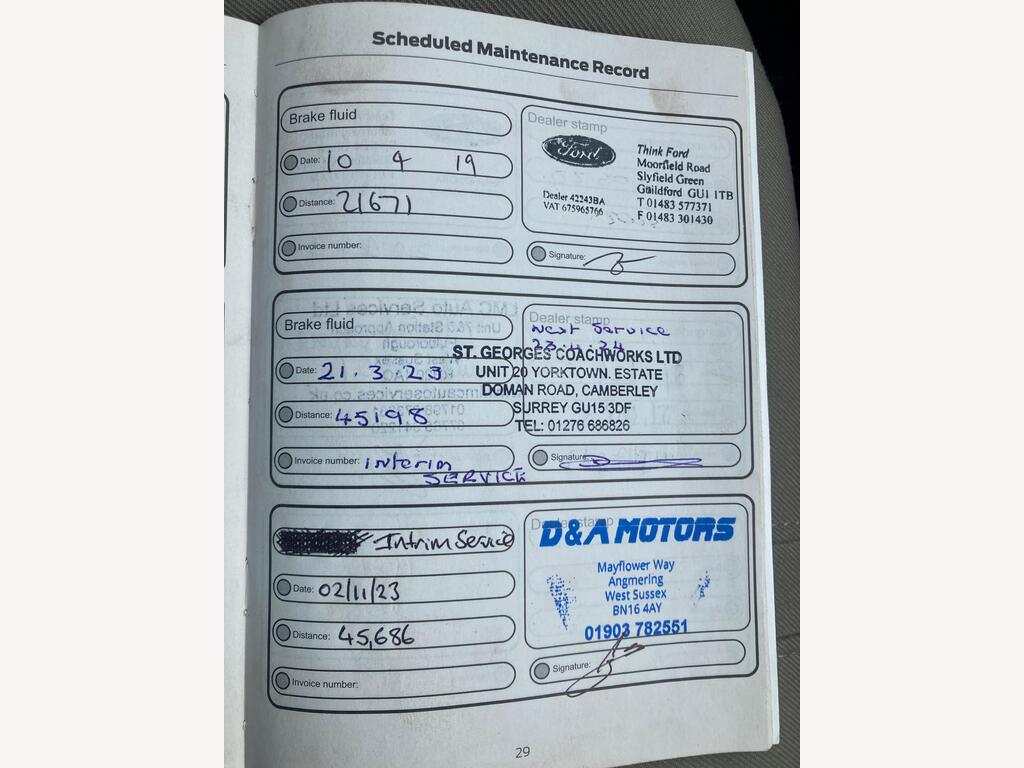 Scheduled Maintenance Record
Brake fluid
Date: 10 4 19
Distance: 21671
Invoice number:
Dealer stamp
Ford
Think Ford
Moorfield Road
Slyfield Green
Guildford GU1 1TB
T 01483 577371
F 01483 301430
Dealer 42243BA
VAT 675965766
Signature:
Brake fluid
Date: 21.3.23
Distance: 45198
Invoice number: interim
SERVICE
Dealer stamp
Next Service
ST. GEORGES COACHWORKS LTD
UNIT 20 YORKTOWN. ESTATE
DOMAN ROAD, CAMBERLEY
SURREY GU15 3DF
TEL: 01276 686826
Signature:
Intrim Service
Date: 02/11/23
Distance: 45,686
Invoice number:
Dealer stamp
D&A MOTORS
Mayflower Way
Angmering
West Sussex
BN16 4AY
01903 782551
Signature:
29